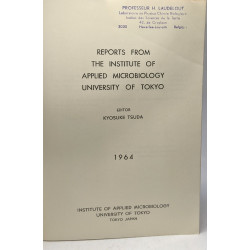 PROFESSEUR H. LAUDELOUT
REPORTS FROM
THE INSTITUTE OF
APPLIED MICROBIOLOGY
UNIVERSITY OF TOKYO
EDITOR
KYOSUKE TSUDA
1964
INSTITUTE OF APPLIED MICROBIOLOGY
UNIVERSITY OF TOKYO
TOKYO JAPAN